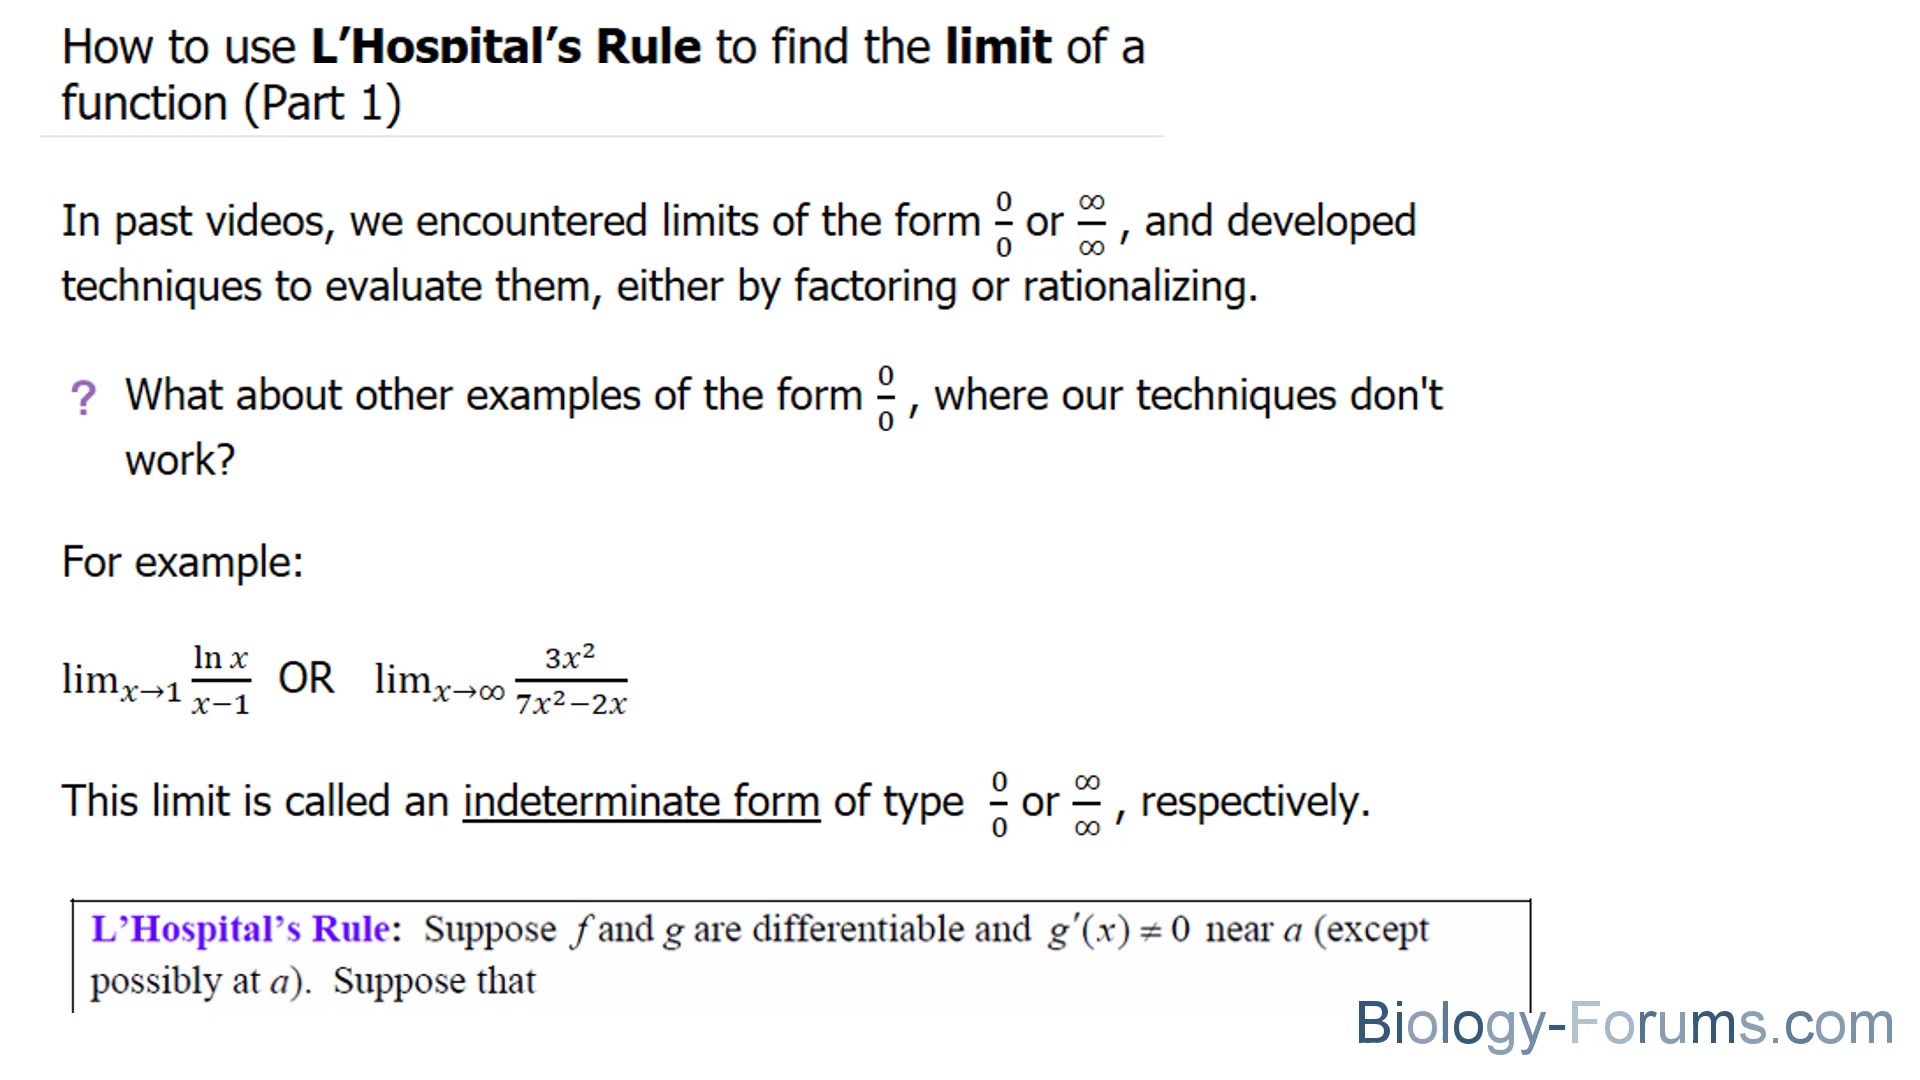 How to use L’Hospital’s Rule to find the limit of a
function (Part 1)
In past videos, we encountered limits of the form 0/0 or ∞/∞ , and developed
techniques to evaluate them, either by factoring or rationalizing.
? What about other examples of the form 0/0 , where our techniques don't
work?
For example:
lim x→1 ln x / x−1 OR lim x→∞ 3x² / 7x²−2x
This limit is called an indeterminate form of type 0/0 or ∞/∞ , respectively.
L’Hospital’s Rule: Suppose f and g are differentiable and g′(x) ≠ 0 near a (except
possibly at a). Suppose that
Biology-Forums.com